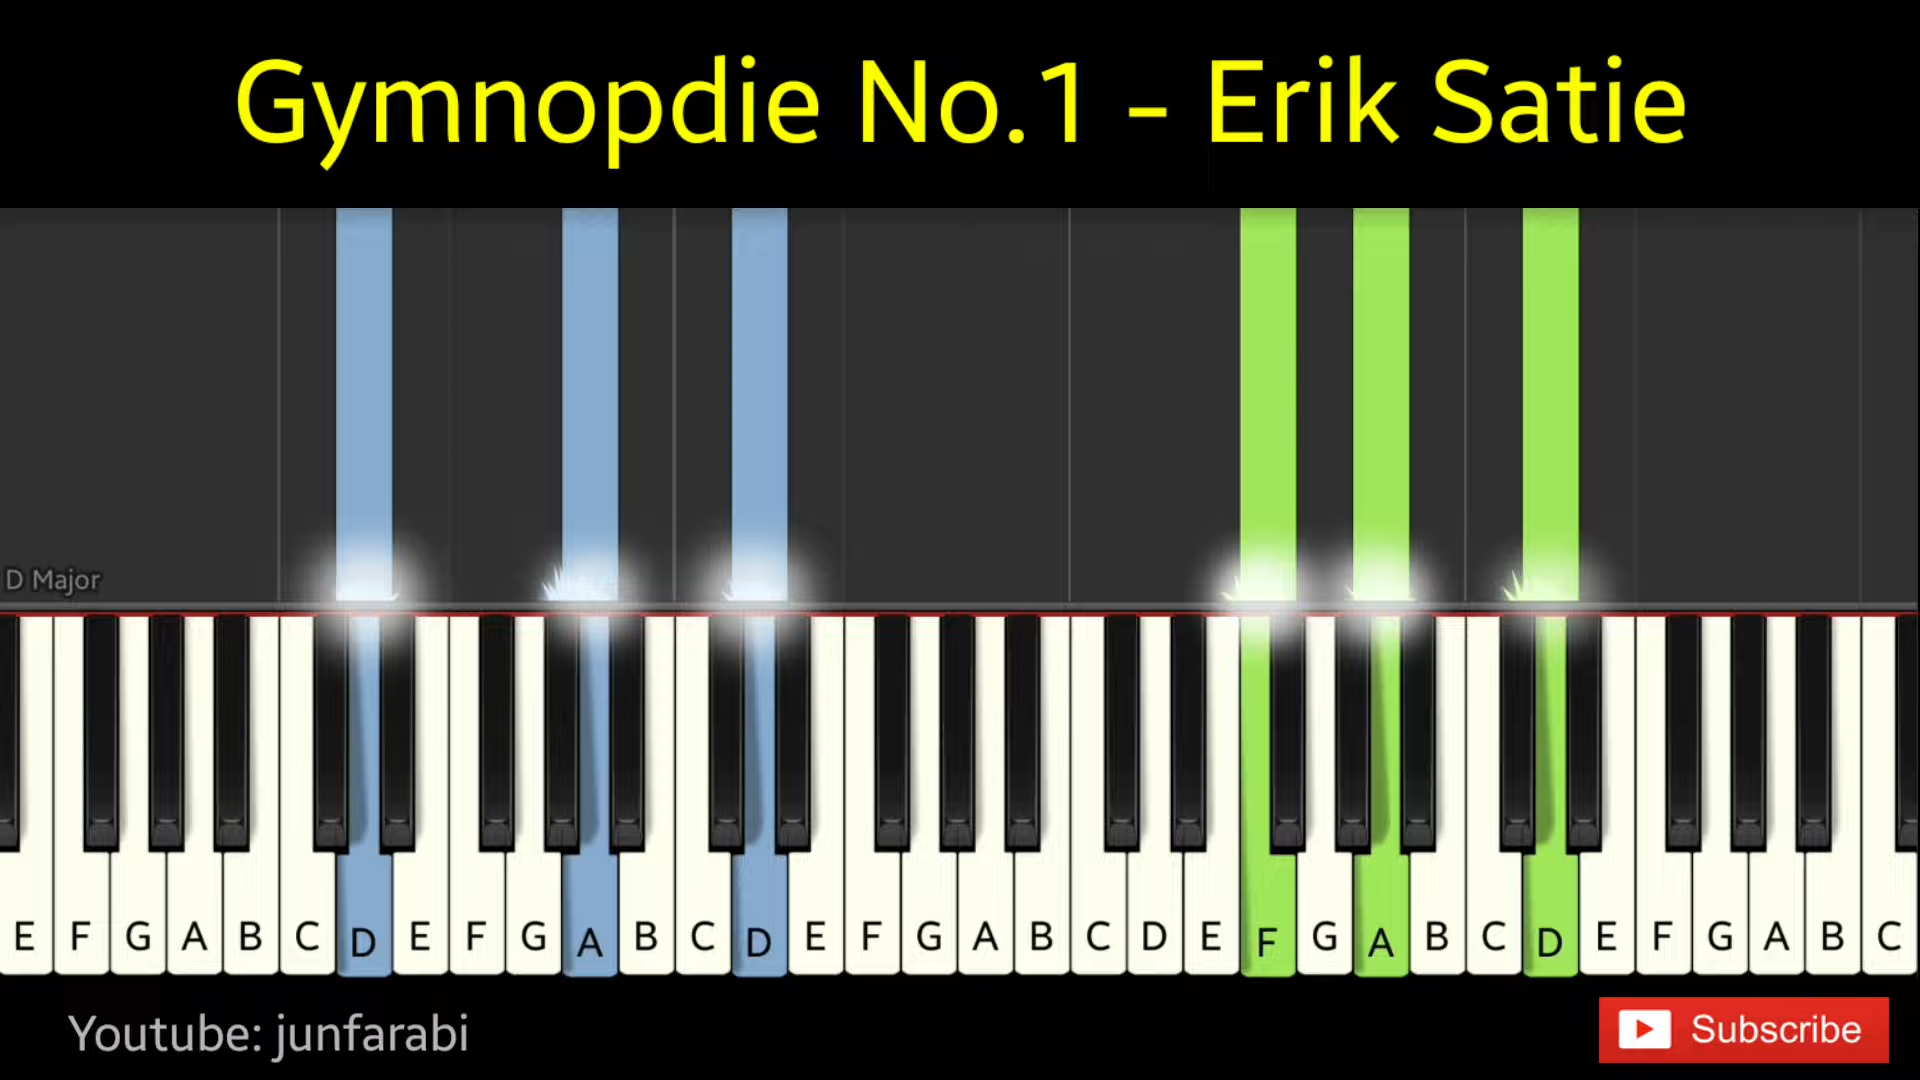 Gymnopdie No.1 - Erik Satie
D Major
E F G A B C D E F G A B C D E F G A B C D E F G A B C D E F G A B C
Youtube: junfarabi
Subscribe